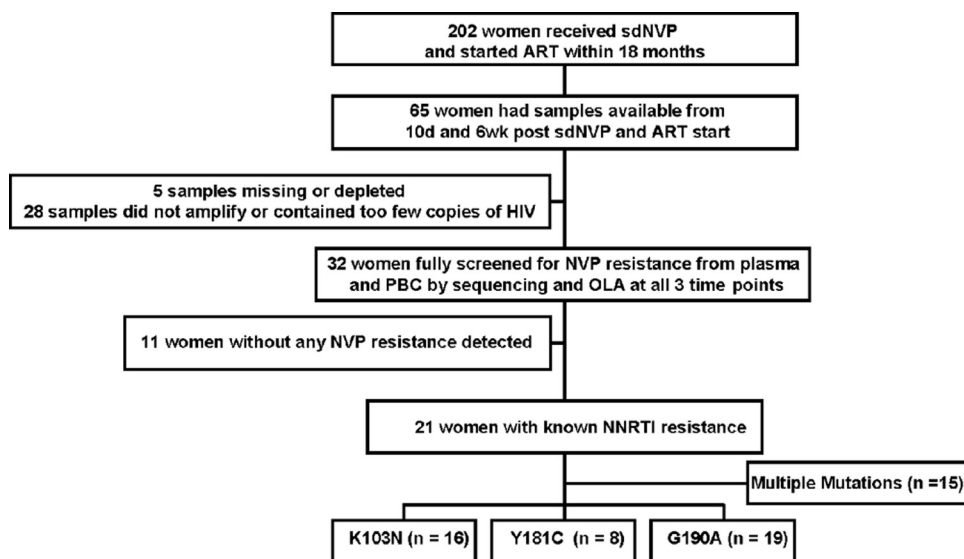 202 women received sdNVP
and started ART within 18 months
65 women had samples available from
10d and 6wk post sdNVP and ART start
5 samples missing or depleted
28 samples did not amplify or contained too few copies of HIV
32 women fully screened for NVP resistance from plasma
and PBC by sequencing and OLA at all 3 time points
11 women without any NVP resistance detected
21 women with known NNRTI resistance
Multiple Mutations (n =15)
K103N (n = 16)
Y181C (n = 8)
G190A (n = 19)